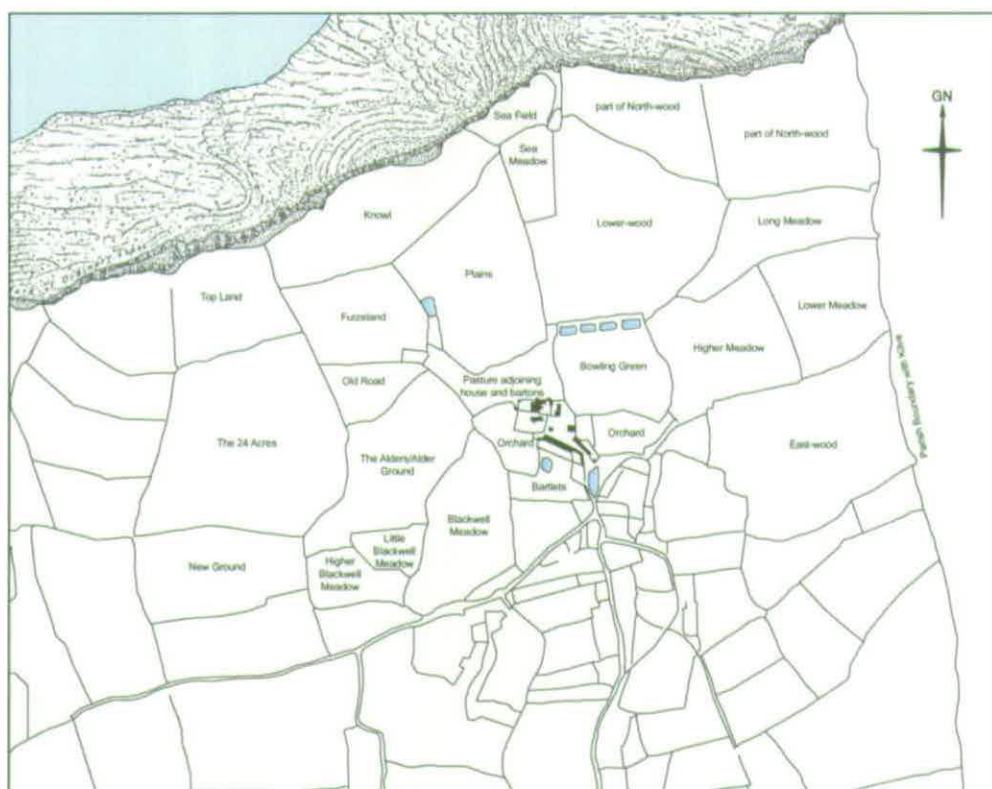 GN
Sea Field
part of North-wood
part of North-wood
Sea
Meadow
Knowl
Lower-wood
Long Meadow
Plains
Top Land
Furzeland
Lower Meadow
Higher Meadow
Bowling Green
Old Road
Pasture adjoining
house and bartons
Parish Boundary with Kilve
The 24 Acres
Orchard
Orchard
East-wood
The Alders/Alder
Ground
Bartlets
Blackwell
Meadow
Little
Blackwell
Meadow
New Ground
Higher
Blackwell
Meadow